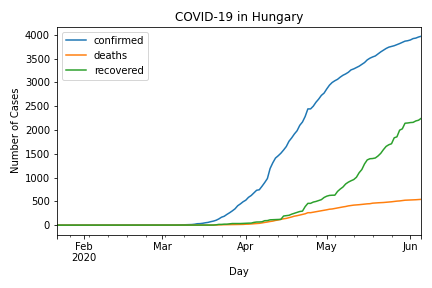 COVID-19 in Hungary
confirmed
deaths
recovered
Number of Cases
4000
3500
3000
2500
2000
1500
1000
500
0
Feb
2020
Mar
Apr
May
Jun
Day